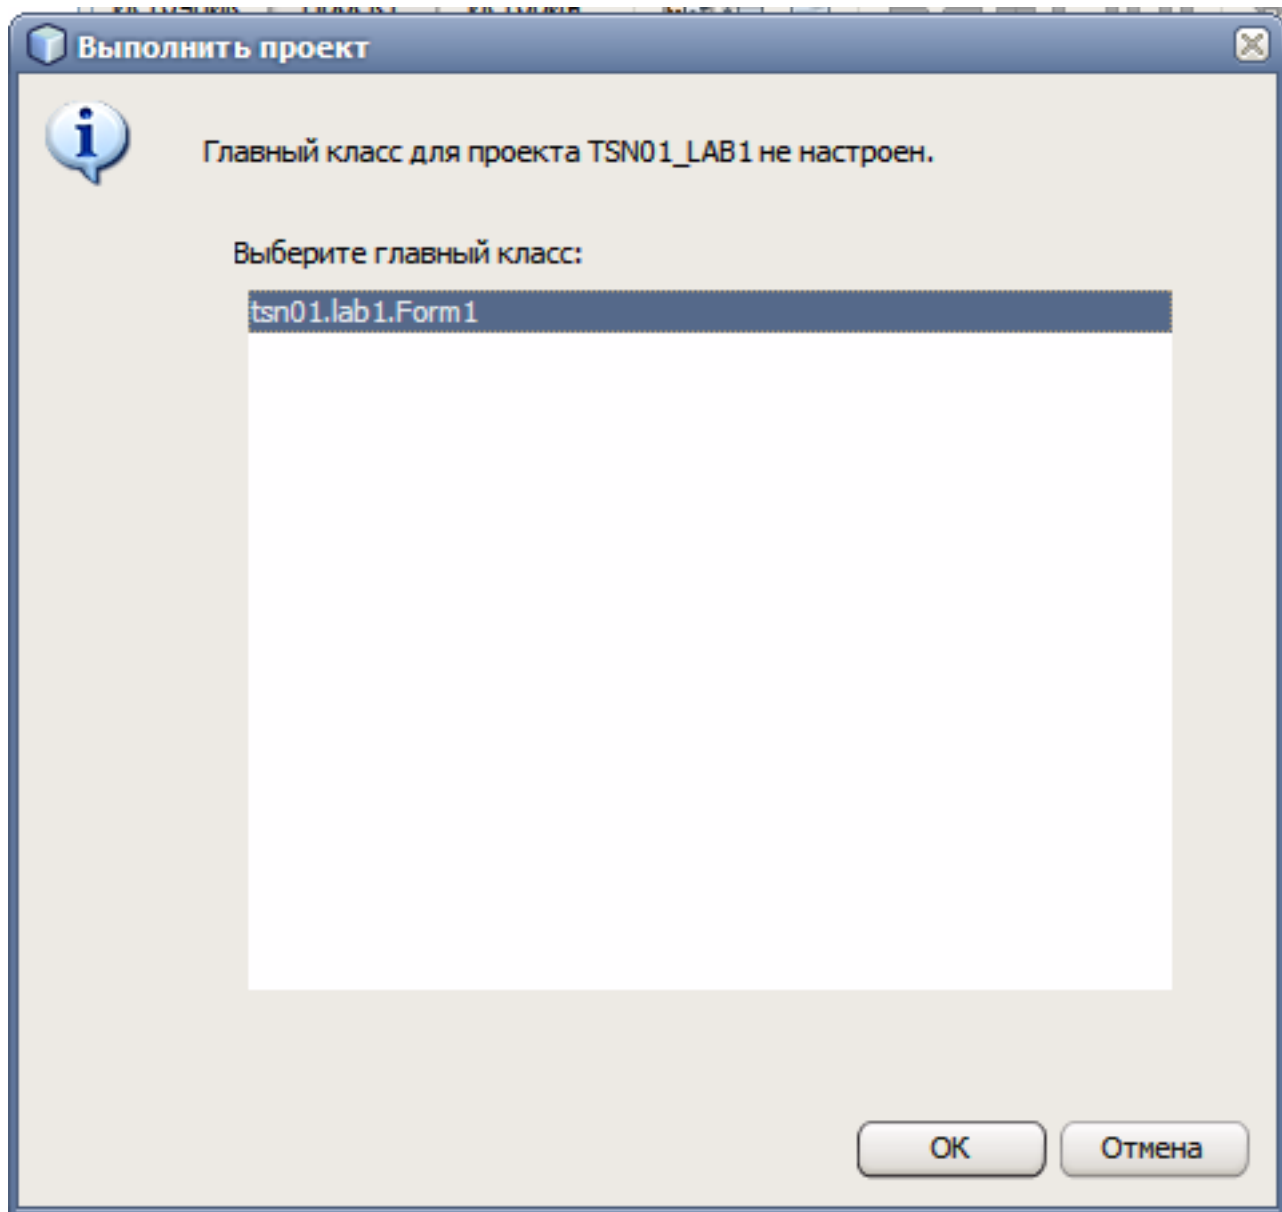 Выполнить проект
Главный класс для проекта TSN01_LAB1 не настроен.
Выберите главный класс:
tsn01.lab1.Form1
OK
Отмена